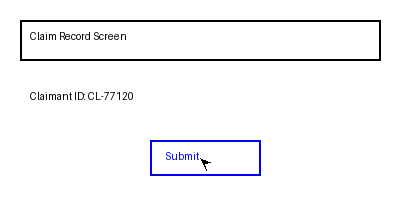 Claim Record Screen
Claimant ID: CL-77120
Submit